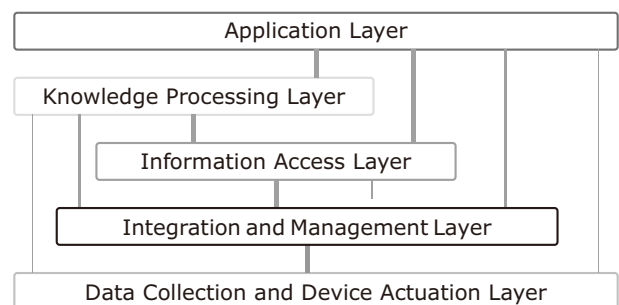 Application Layer
Knowledge Processing Layer
Information Access Layer
Integration and Management Layer
Data Collection and Device Actuation Layer